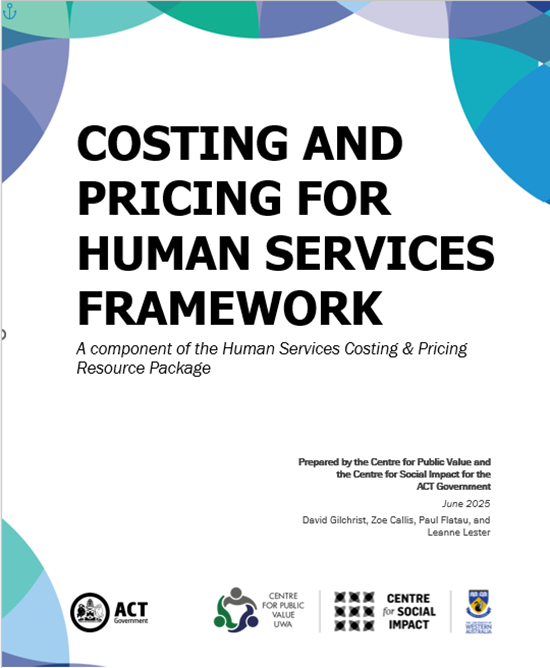 COSTING AND
PRICING FOR
HUMAN SERVICES
FRAMEWORK
A component of the Human Services Costing & Pricing
Resource Package
Prepared by the Centre for Public Value and
the Centre for Social Impact for the
ACT Government
June 2025
David Gilchrist, Zoe Callis, Paul Flatau, and
Leanne Lester
ACT
Government
CENTRE
FOR PUBLIC
VALUE
UWA
CENTRE
for SOCIAL
IMPACT
WESTERN
AUSTRALIA